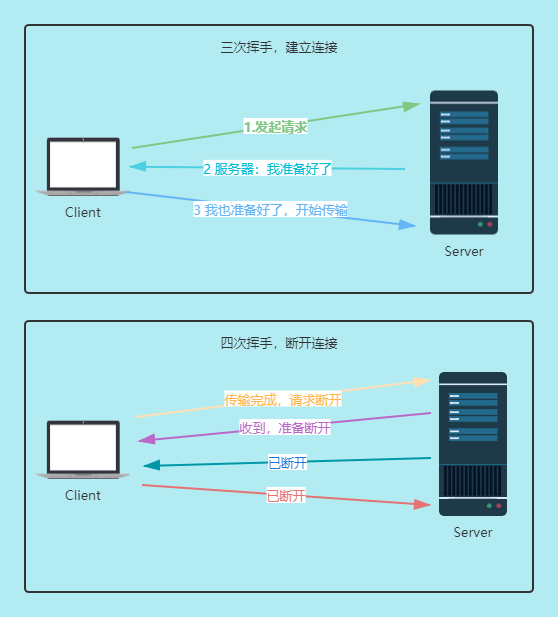 三次挥手，建立连接
1.发起请求
2 服务器：我准备好了
3 我也准备好了，开始传输
Client
Server
四次挥手，断开连接
传输完成，请求断开
收到，准备断开
已断开
已断开
Client
Server